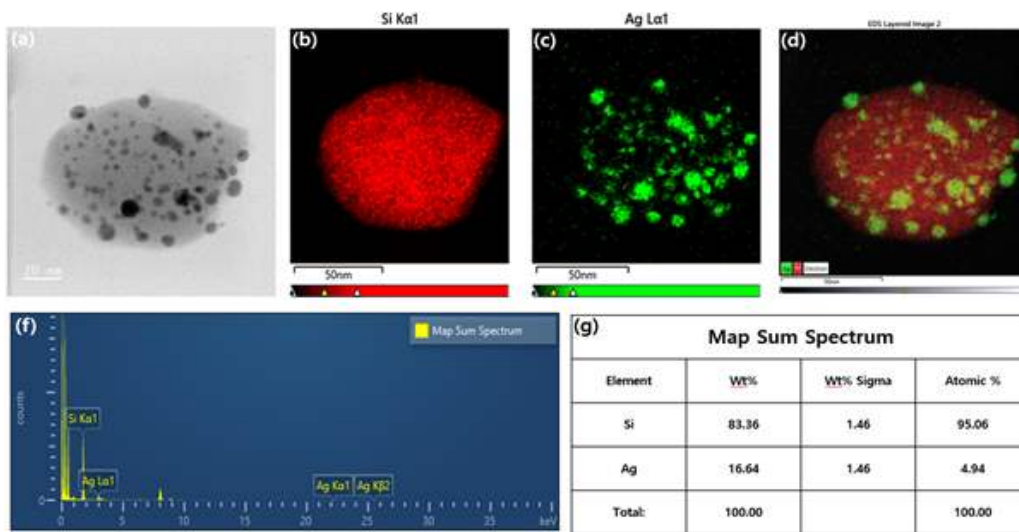 Si Kα1
Ag Lα1
EDS Layered Image 2
(a)
(b)
(c)
(d)
50nm
50nm
(f)
Map Sum Spectrum
counts
Si Kα1
Ag Lα1
Ag Kα1
Ag Kβ2
0
0
5
10
15
20
25
30
35
keV
(g)
Map Sum Spectrum
Element
Wt%
Wt% Sigma
Atomic %
Si
83.36
1.46
95.06
Ag
16.64
1.46
4.94
Total:
100.00
100.00